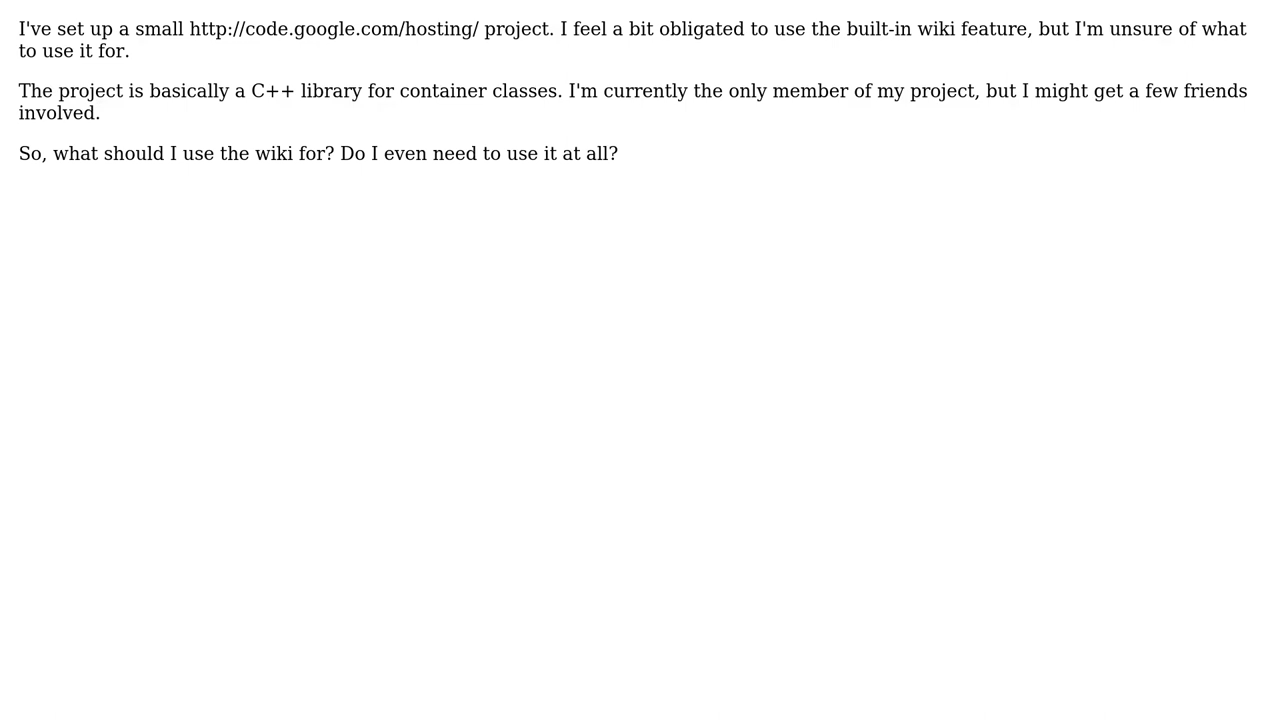 I've set up a small http://code.google.com/hosting/ project. I feel a bit obligated to use the built-in wiki feature, but I'm unsure of what
to use it for.
The project is basically a C++ library for container classes. I'm currently the only member of my project, but I might get a few friends
involved.
So, what should I use the wiki for? Do I even need to use it at all?